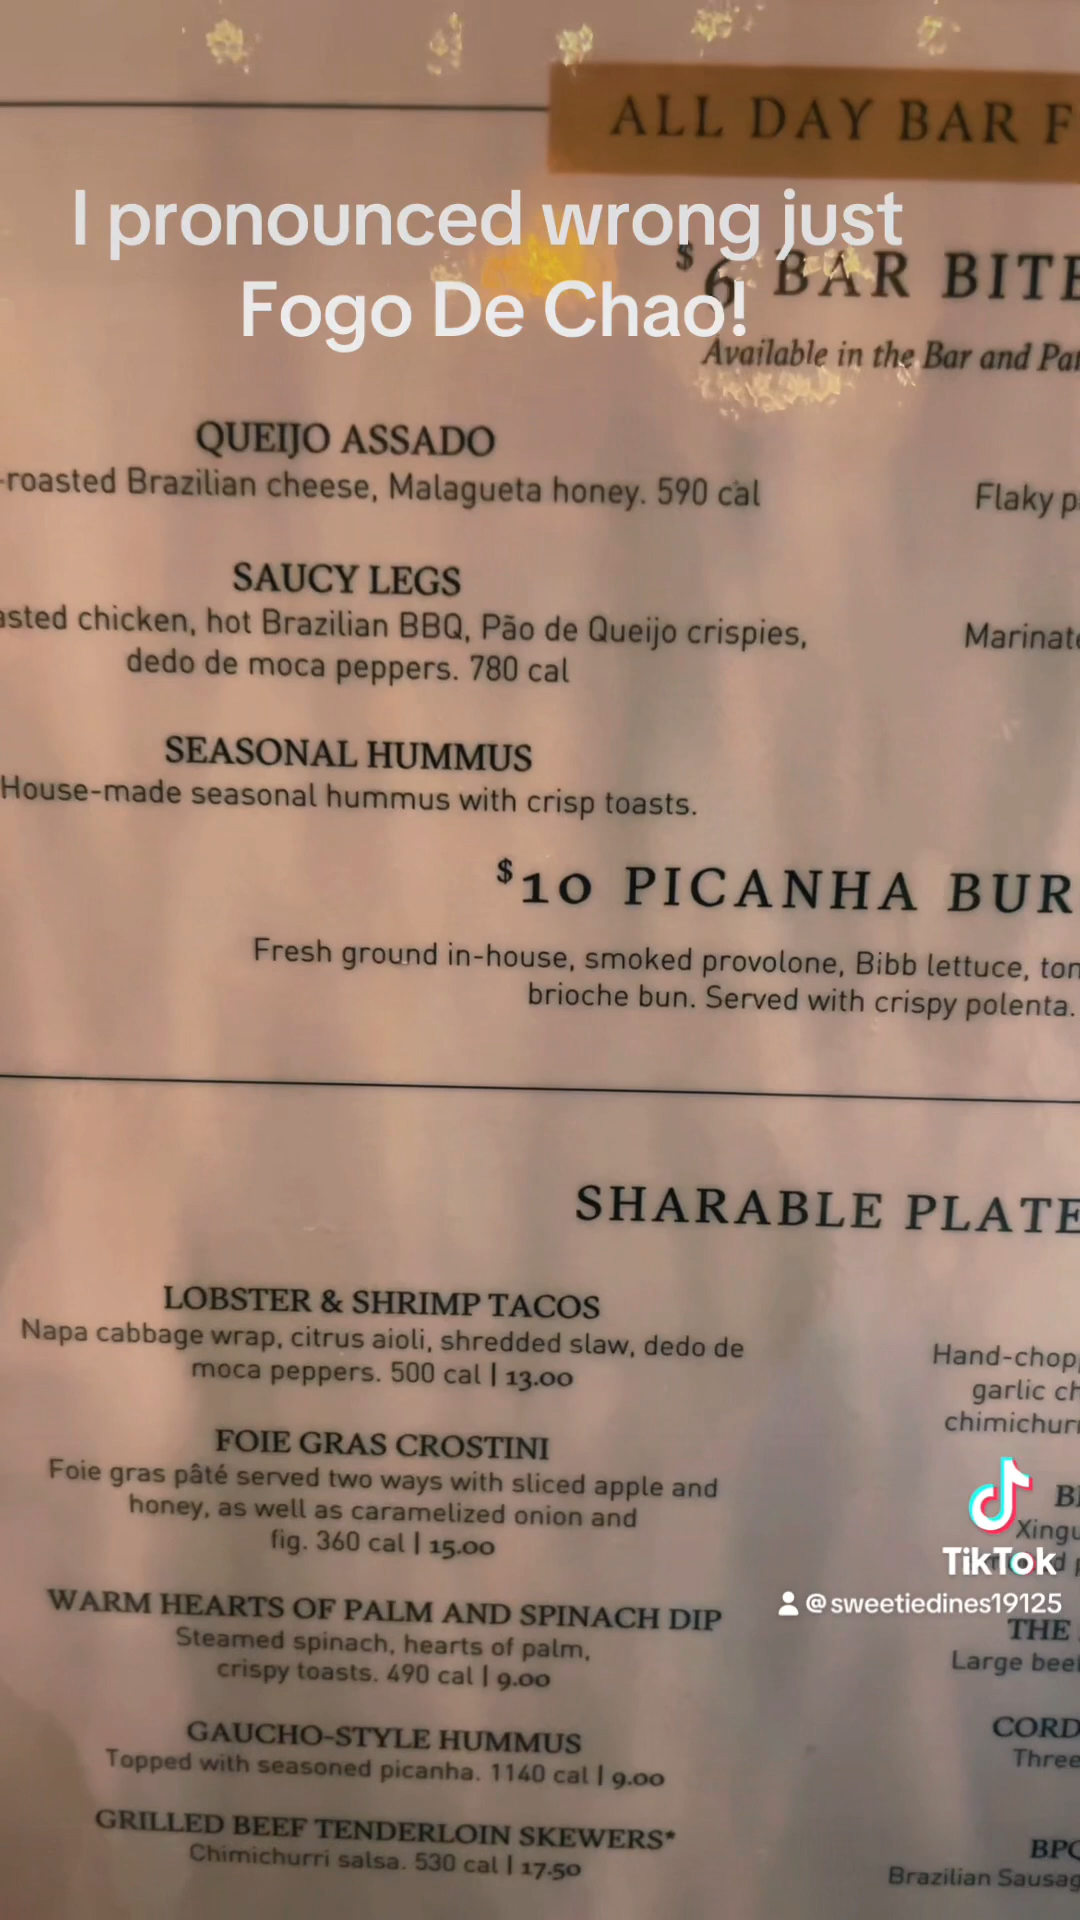 ALL DAY BAR F
I pronounced wrong just
Fogo De Chao!
$6 BAR BITE
Available in the Bar and Pa
QUEIJO ASSADO
-roasted Brazilian cheese, Malagueta honey. 590 cal
Flaky p
SAUCY LEGS
asted chicken, hot Brazilian BBQ, Pão de Queijo crispies,
dedo de moca peppers. 780 cal
Marinate
SEASONAL HUMMUS
House-made seasonal hummus with crisp toasts.
$10 PICANHA BUR
Fresh ground in-house, smoked provolone, Bibb lettuce, tom
brioche bun. Served with crispy polenta.
SHARABLE PLATE
LOBSTER & SHRIMP TACOS
Napa cabbage wrap, citrus aioli, shredded slaw, dedo de
moca peppers. 500 cal | 13.00
FOIE GRAS CROSTINI
Foie gras pâté served two ways with sliced apple and
honey, as well as caramelized onion and
fig. 360 cal | 15.00
WARM HEARTS OF PALM AND SPINACH DIP
Steamed spinach, hearts of palm,
crispy toasts. 490 cal | 9.00
GAUCHO-STYLE HUMMUS
Topped with seasoned picanha. 1140 cal | 9.00
GRILLED BEEF TENDERLOIN SKEWERS*
Chimichurri salsa. 530 cal | 17.50
Hand-chopp
garlic ch
chimichurr
Xingu
TikTok
@sweetiedines19125
THE
Large beef
CORD
Three
BPQ
Brazilian Sausag